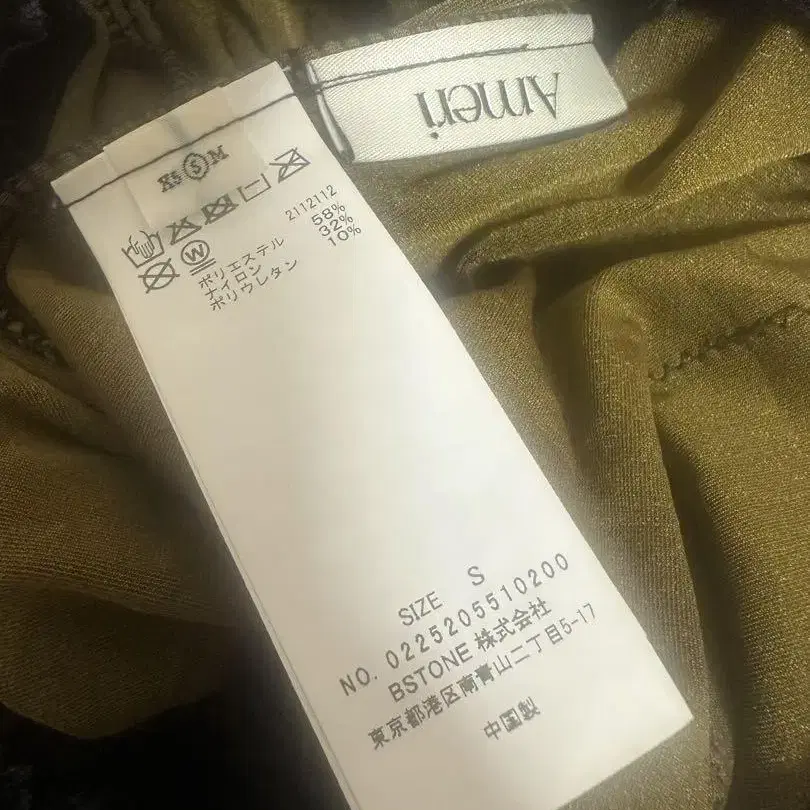 Ameri
XS S M
2112112
ポリエステル 58%
ナイロン 32%
ポリウレタン 10%
SIZE S
NO. 0225205510200
BSTONE 株式会社
東京都港区南青山二丁目5-17
中国製